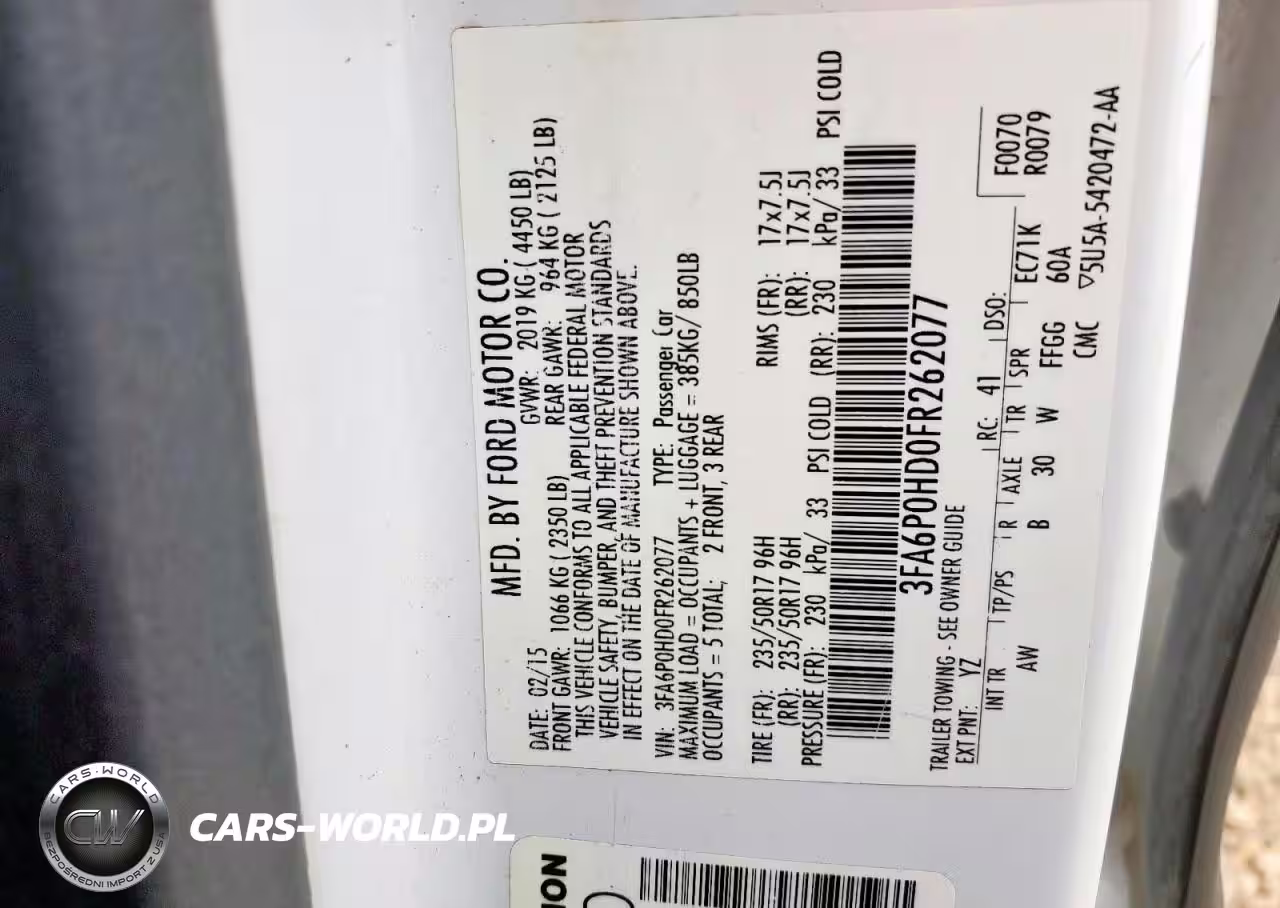 MFD. BY FORD MOTOR CO.
DATE: 02/15 GVWR: 2019 KG ( 4450 LB)
FRONT GAWR: 1066 KG ( 2350 LB) REAR GAWR: 964 KG ( 2125 LB)
THIS VEHICLE CONFORMS TO ALL APPLICABLE FEDERAL MOTOR
VEHICLE SAFETY, BUMPER, AND THEFT PREVENTION STANDARDS
IN EFFECT ON THE DATE OF MANUFACTURE SHOWN ABOVE.
VIN: 3FA6P0HD0FR262077 TYPE: Passenger Car
MAXIMUM LOAD = OCCUPANTS + LUGGAGE = 385KG/ 850LB
OCCUPANTS = 5 TOTAL; 2 FRONT, 3 REAR
TIRE (FR): 235/50R17 96H RIMS (FR): 17x7.5J
(RR): 235/50R17 96H (RR): 17x7.5J
PRESSURE (FR): 230 kPa/ 33 PSI COLD (RR): 230 kPa/ 33 PSI COLD
3FA6P0HD0FR262077
TRAILER TOWING - SEE OWNER GUIDE
EXT PNT: YZ RC: 41 DSO:
F0070
R0079
INT TR TP/PS R AXLE TR SPR EC71K
AW B 30 W FFGG 60A
CMC ▽5U5A-5420472-AA
CARS-WORLD
CW
BEZPOŚREDNI IMPORT Z USA
CARS-WORLD.PL